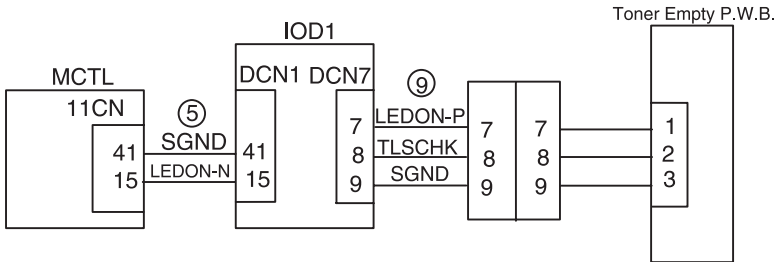 Toner Empty P.W.B.
IOD1
MCTL
DCN1 DCN7 ⑨
11CN ⑤
7 LEDON-P 7 7 1
41 SGND 41 8 TLSCHK 8 8 2
15 LEDON-N 15 9 SGND 9 9 3